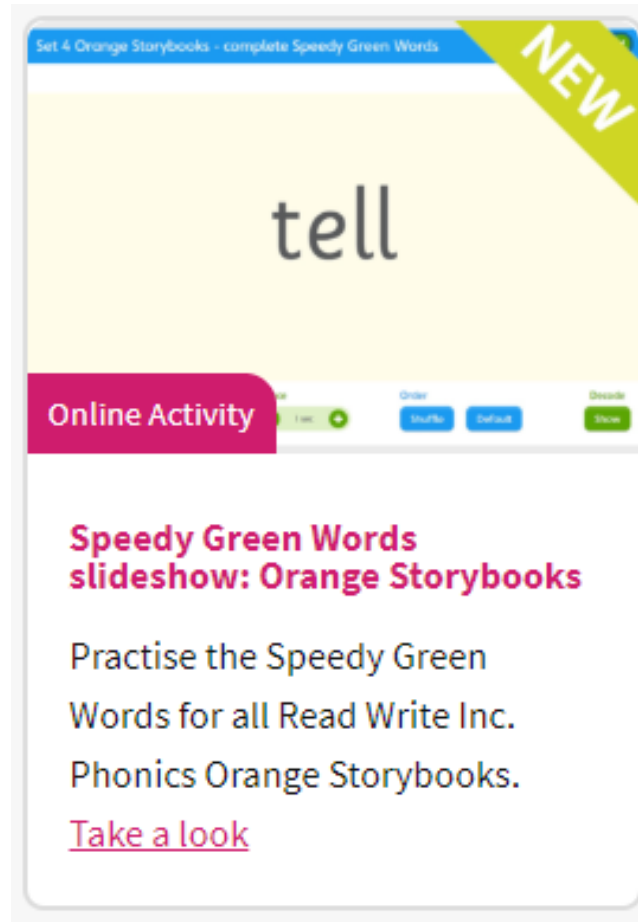 Set 4 Orange Storybooks - complete Speedy Green Words
NEW
tell
Order
Decode
1 sec
Shuffle
Default
Show
Online Activity
Speedy Green Words
slideshow: Orange Storybooks
Practise the Speedy Green
Words for all Read Write Inc.
Phonics Orange Storybooks.
Take a look